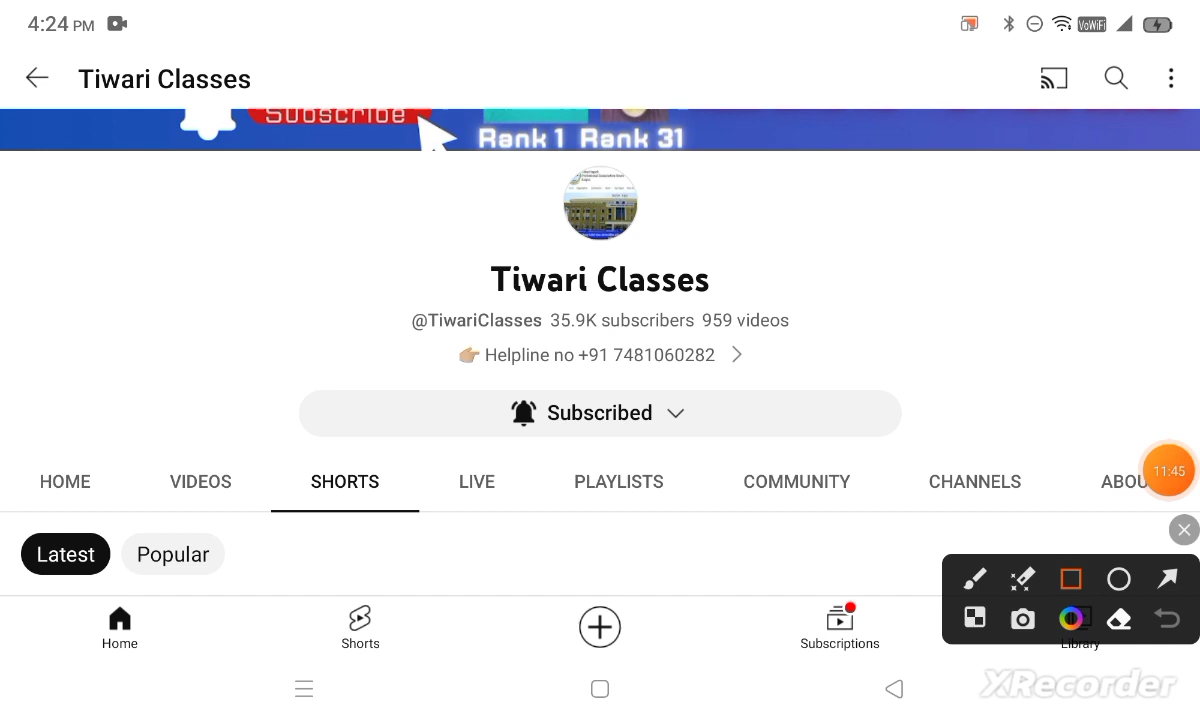 4:24 PM
VoWiFi
Tiwari Classes
Subscribe
Rank 1 Rank 31
Tiwari Classes
@TiwariClasses 35.9K subscribers 959 videos
👉🏼 Helpline no +91 7481060282
Subscribed
HOME VIDEOS SHORTS LIVE PLAYLISTS COMMUNITY CHANNELS ABOU
11:45
Latest Popular
Home Shorts Subscriptions Library
XRecorder